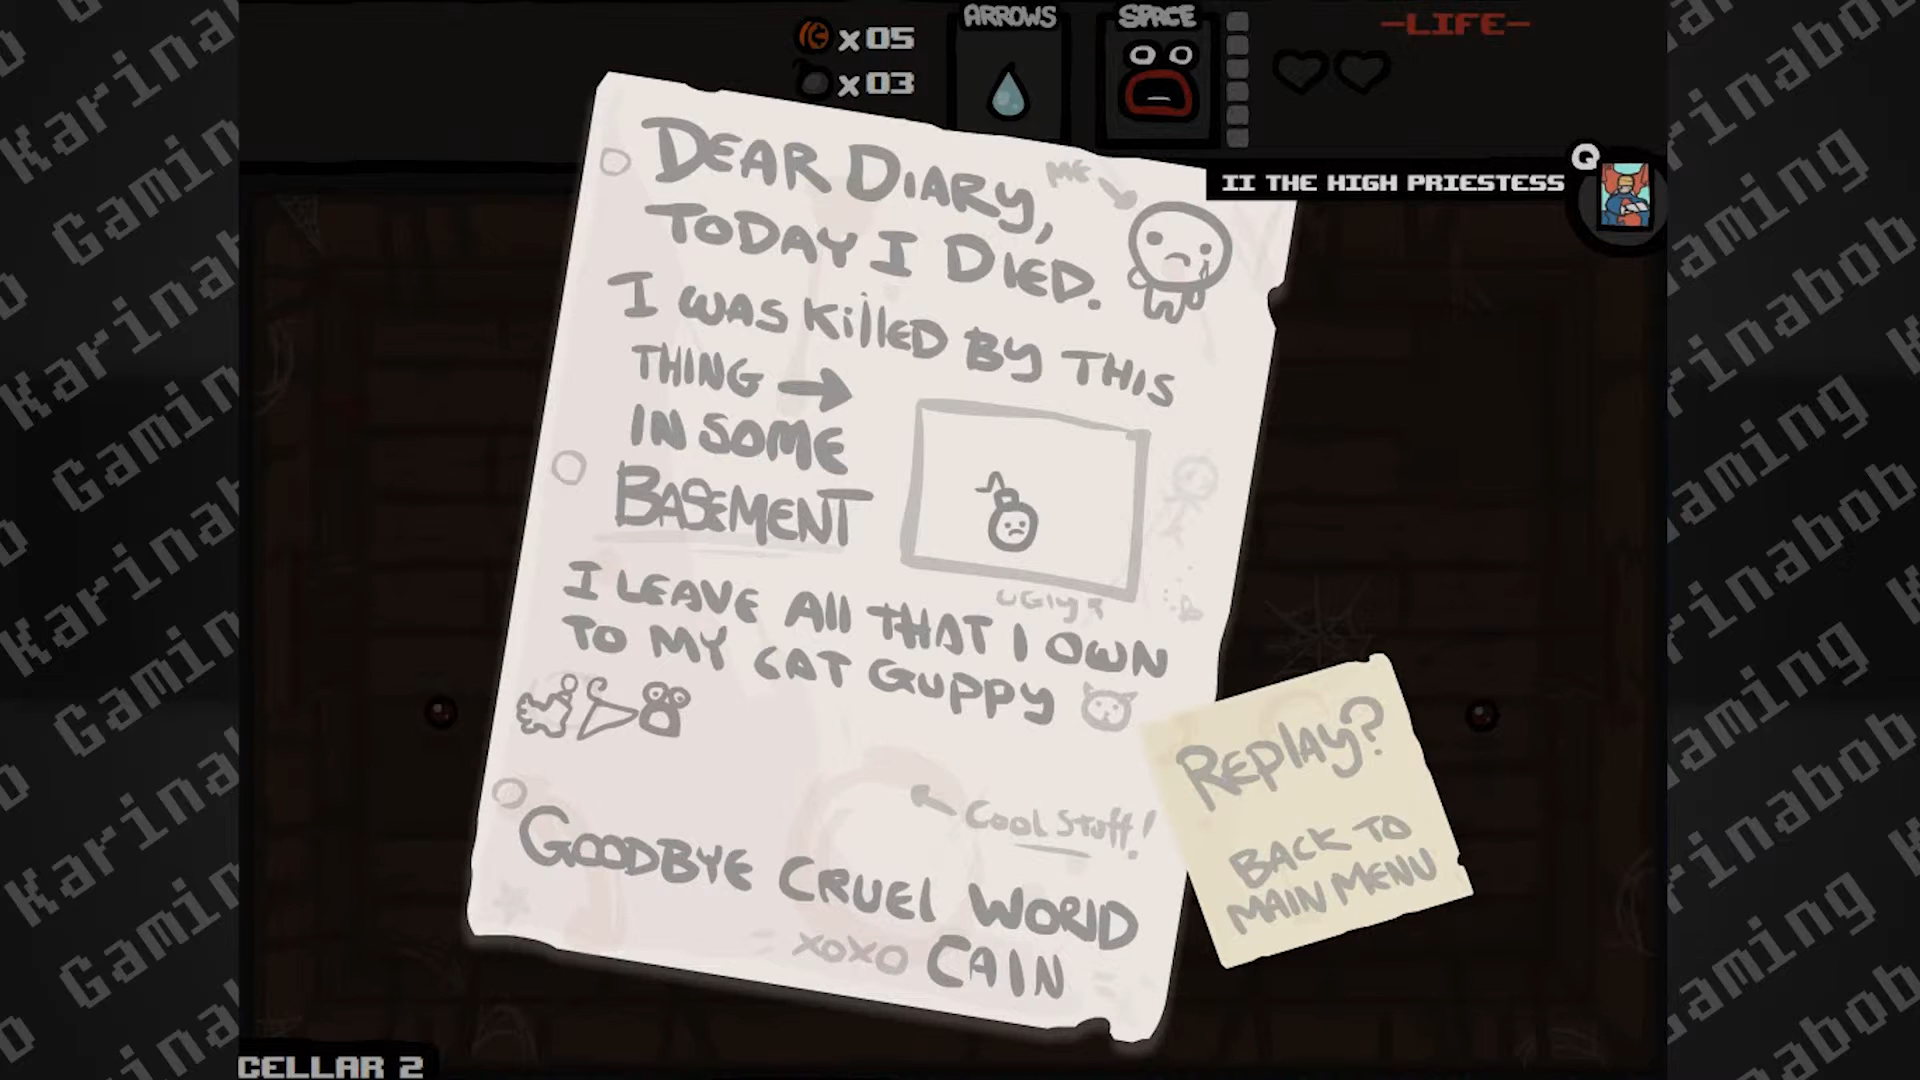 ARROWS
SPACE
-LIFE-
x05
x03
Q
II THE HIGH PRIESTESS
DEAR DIARY,
ME
TODAY I DIED.
I WAS KillED BY THIS
THING →
IN SOME
BASEMENT
UGLY
I LEAVE All THAT I OWN
TO MY CAT GUPPY
COOL STUFF!
GOODBYE CRUEL WORLD
XOXO CAIN
REPLAY?
BACK TO
MAIN MENU
CELLAR 2
Karinabob
Gaming